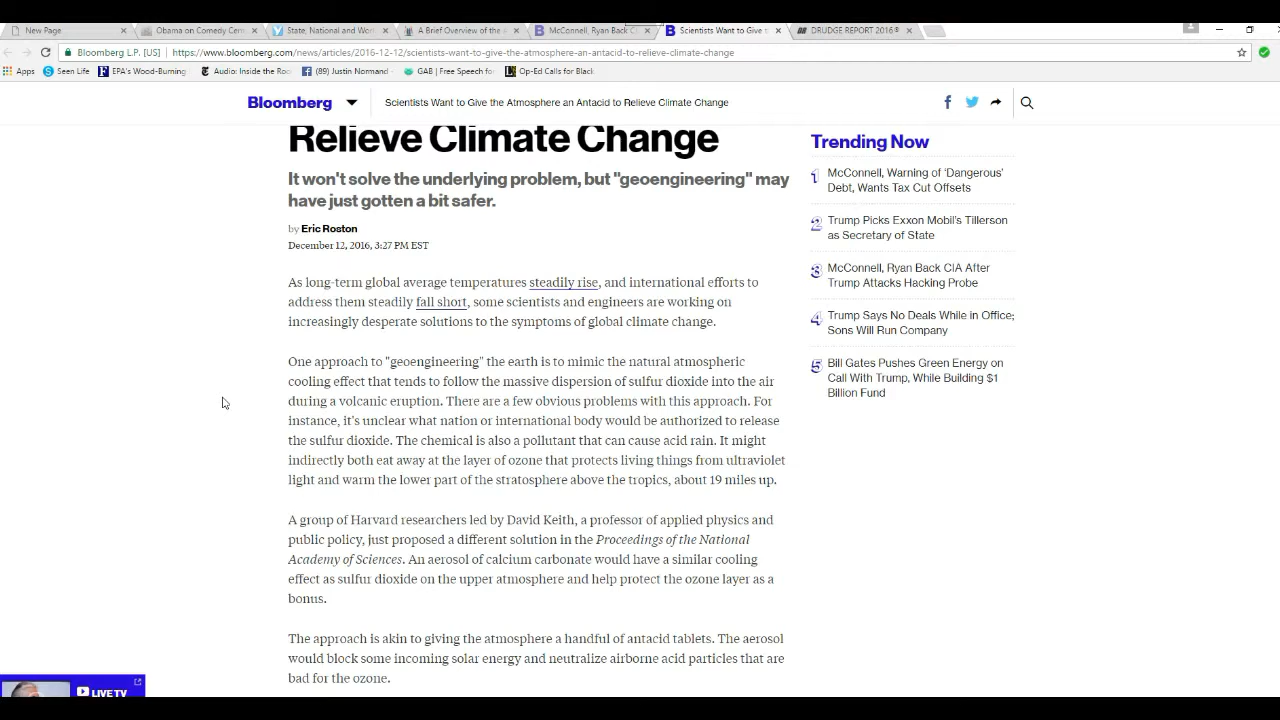 New Page
Obama on Comedy Cen
State, National and Wor
A Brief Overview of the
McConnell, Ryan Back C
Scientists Want to Give t
DRUDGE REPORT 2016®
Bloomberg L.P. [US]
https://www.bloomberg.com/news/articles/2016-12-12/scientists-want-to-give-the-atmosphere-an-antacid-to-relieve-climate-change
Apps
Seen Life
EPA's Wood-Burning
Audio: Inside the Roo
(89) Justin Normand
GAB | Free Speech fo
Op-Ed Calls for Black
Bloomberg
Scientists Want to Give the Atmosphere an Antacid to Relieve Climate Change
Relieve Climate Change
It won't solve the underlying problem, but "geoengineering" may
have just gotten a bit safer.
by Eric Roston
December 12, 2016, 3:27 PM EST
As long-term global average temperatures steadily rise, and international efforts to
address them steadily fall short, some scientists and engineers are working on
increasingly desperate solutions to the symptoms of global climate change.
One approach to "geoengineering" the earth is to mimic the natural atmospheric
cooling effect that tends to follow the massive dispersion of sulfur dioxide into the air
during a volcanic eruption. There are a few obvious problems with this approach. For
instance, it's unclear what nation or international body would be authorized to release
the sulfur dioxide. The chemical is also a pollutant that can cause acid rain. It might
indirectly both eat away at the layer of ozone that protects living things from ultraviolet
light and warm the lower part of the stratosphere above the tropics, about 19 miles up.
A group of Harvard researchers led by David Keith, a professor of applied physics and
public policy, just proposed a different solution in the Proceedings of the National
Academy of Sciences. An aerosol of calcium carbonate would have a similar cooling
effect as sulfur dioxide on the upper atmosphere and help protect the ozone layer as a
bonus.
The approach is akin to giving the atmosphere a handful of antacid tablets. The aerosol
would block some incoming solar energy and neutralize airborne acid particles that are
bad for the ozone.
Trending Now
1 McConnell, Warning of 'Dangerous'
Debt, Wants Tax Cut Offsets
2 Trump Picks Exxon Mobil's Tillerson
as Secretary of State
3 McConnell, Ryan Back CIA After
Trump Attacks Hacking Probe
4 Trump Says No Deals While in Office;
Sons Will Run Company
5 Bill Gates Pushes Green Energy on
Call With Trump, While Building $1
Billion Fund
LIVE TV